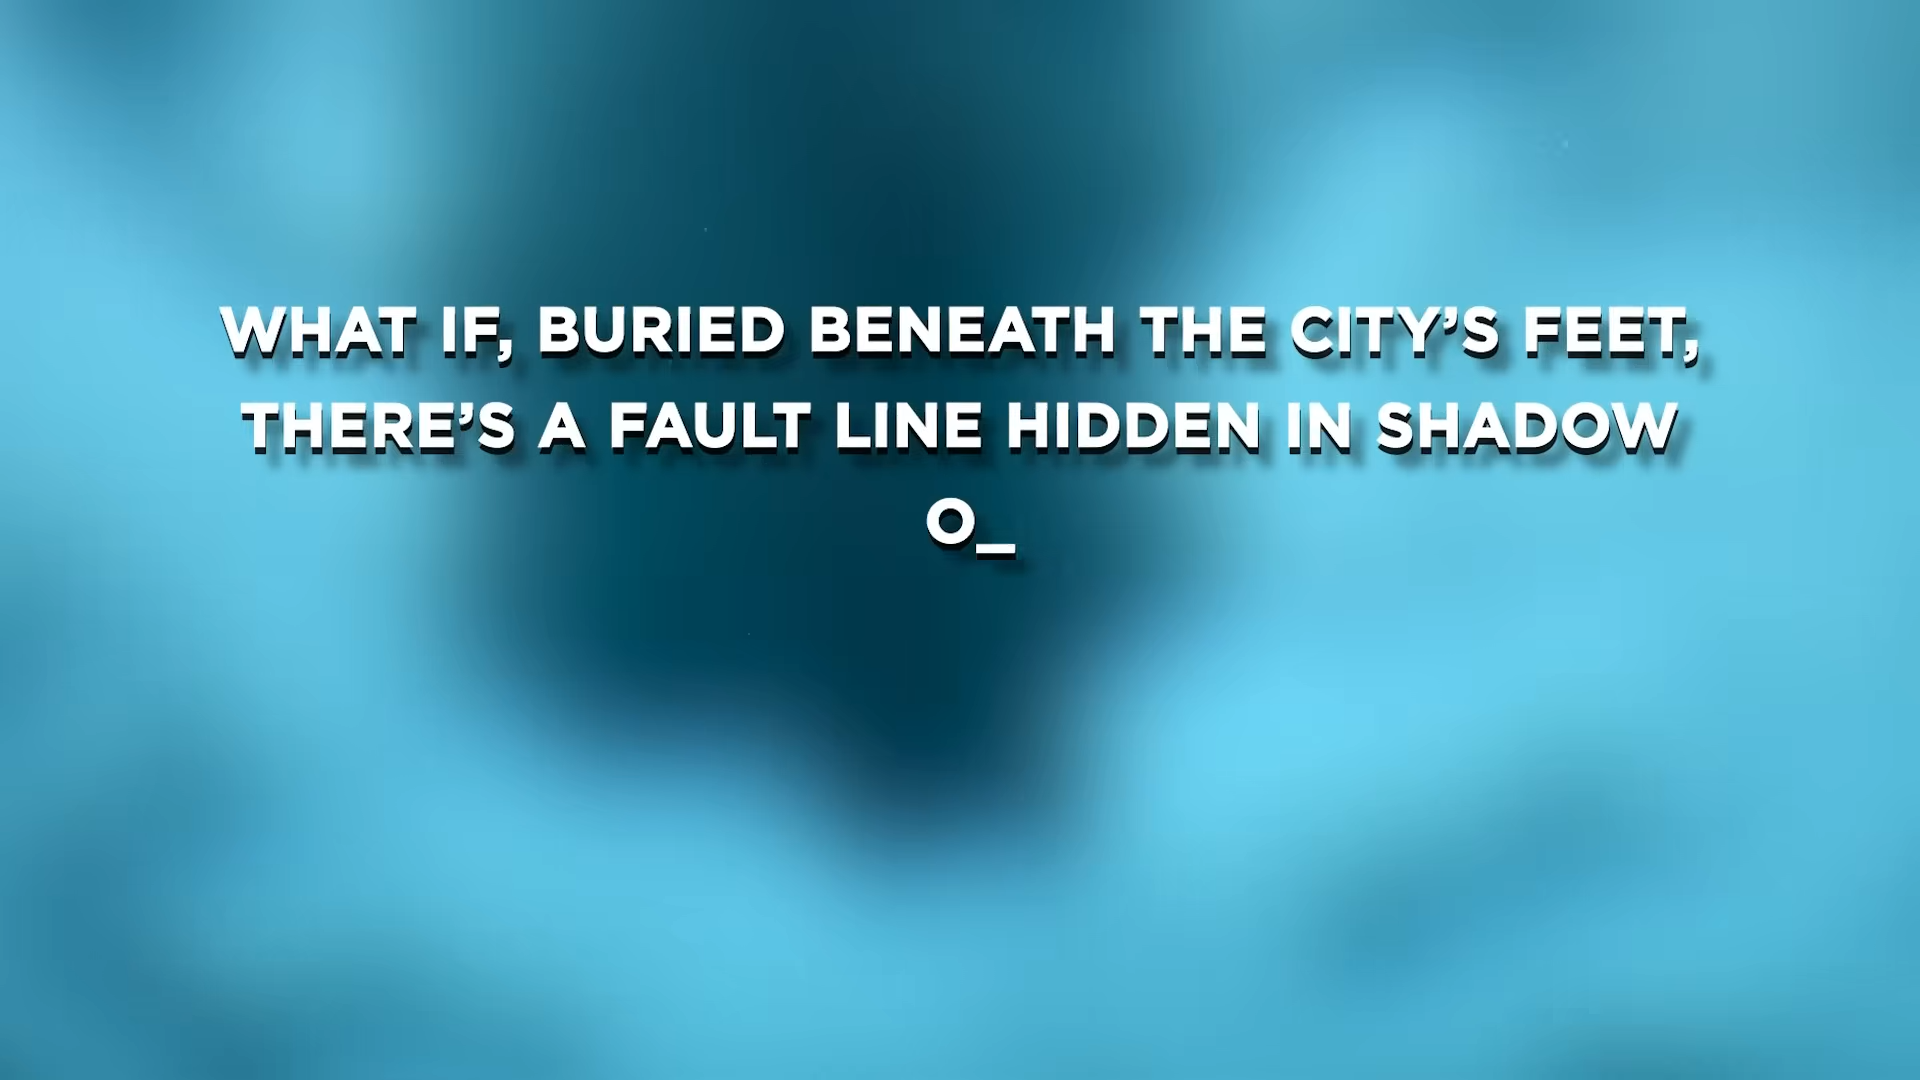 WHAT IF, BURIED BENEATH THE CITY’S FEET,
THERE’S A FAULT LINE HIDDEN IN SHADOW
O_